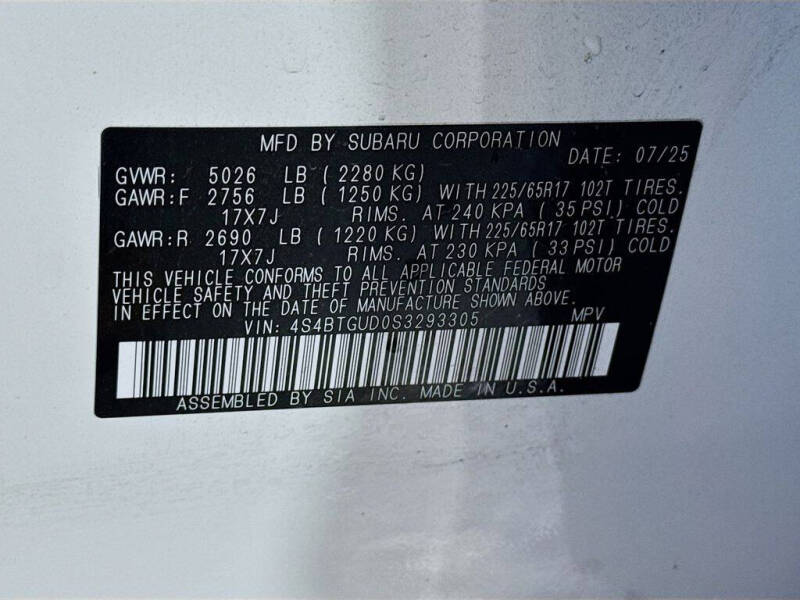 MFD BY SUBARU CORPORATION DATE: 07/25
GVWR: 5026 LB ( 2280 KG)
GAWR:F 2756 LB ( 1250 KG) WITH 225/65R17 102T TIRES.
17X7J RIMS. AT 240 KPA ( 35 PSI) COLD
GAWR:R 2690 LB ( 1220 KG) WITH 225/65R17 102T TIRES.
17X7J RIMS. AT 230 KPA ( 33 PSI) COLD
THIS VEHICLE CONFORMS TO ALL APPLICABLE FEDERAL MOTOR
VEHICLE SAFETY AND THEFT PREVENTION STANDARDS
IN EFFECT ON THE DATE OF MANUFACTURE SHOWN ABOVE.
VIN: 4S4BTGUD0S3293305 MPV
ASSEMBLED BY SIA INC. MADE IN U.S.A.